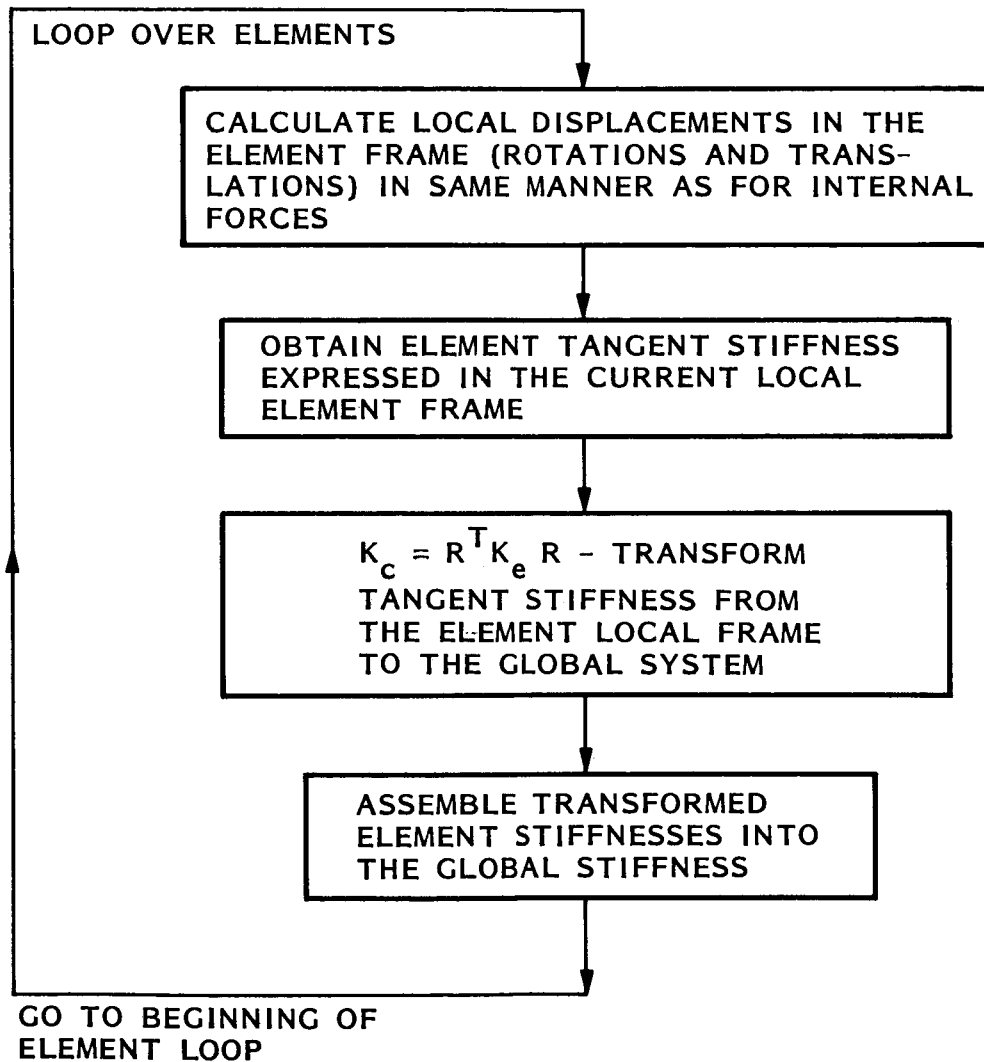 LOOP OVER ELEMENTS
CALCULATE LOCAL DISPLACEMENTS IN THE
ELEMENT FRAME (ROTATIONS AND TRANS-
LATIONS) IN SAME MANNER AS FOR INTERNAL
FORCES
OBTAIN ELEMENT TANGENT STIFFNESS
EXPRESSED IN THE CURRENT LOCAL
ELEMENT FRAME
K_c = R^T K_e R - TRANSFORM
TANGENT STIFFNESS FROM
THE ELEMENT LOCAL FRAME
TO THE GLOBAL SYSTEM
ASSEMBLE TRANSFORMED
ELEMENT STIFFNESSES INTO
THE GLOBAL STIFFNESS
GO TO BEGINNING OF
ELEMENT LOOP